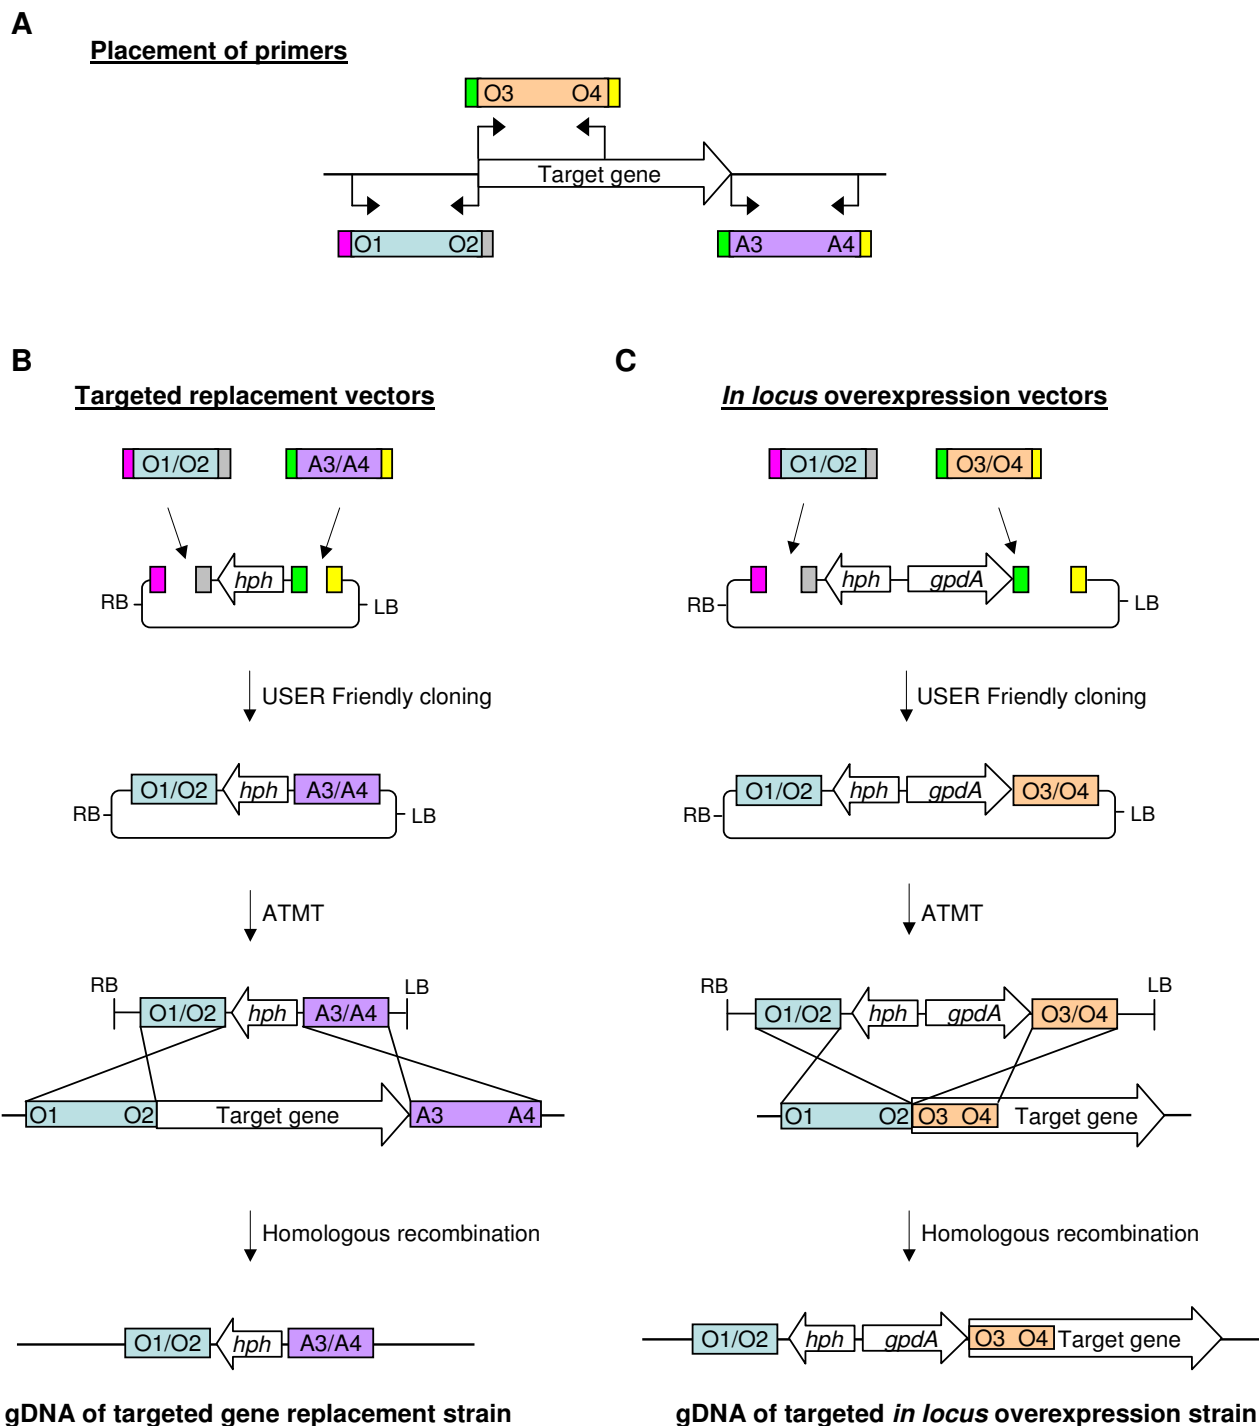 A
Placement of primers
O3 O4
Target gene
O1 O2
A3 A4
B
Targeted replacement vectors
O1/O2 A3/A4
hph
RB LB
USER Friendly cloning
O1/O2 hph A3/A4
RB LB
ATMT
RB LB
O1/O2 hph A3/A4
O1 O2 Target gene A3 A4
Homologous recombination
O1/O2 hph A3/A4
gDNA of targeted gene replacement strain
C
In locus overexpression vectors
O1/O2 O3/O4
hph gpdA
RB LB
USER Friendly cloning
O1/O2 hph gpdA O3/O4
RB LB
ATMT
RB LB
O1/O2 hph gpdA O3/O4
O1 O2 O3 O4 Target gene
Homologous recombination
O1/O2 hph gpdA O3 O4 Target gene
gDNA of targeted in locus overexpression strain